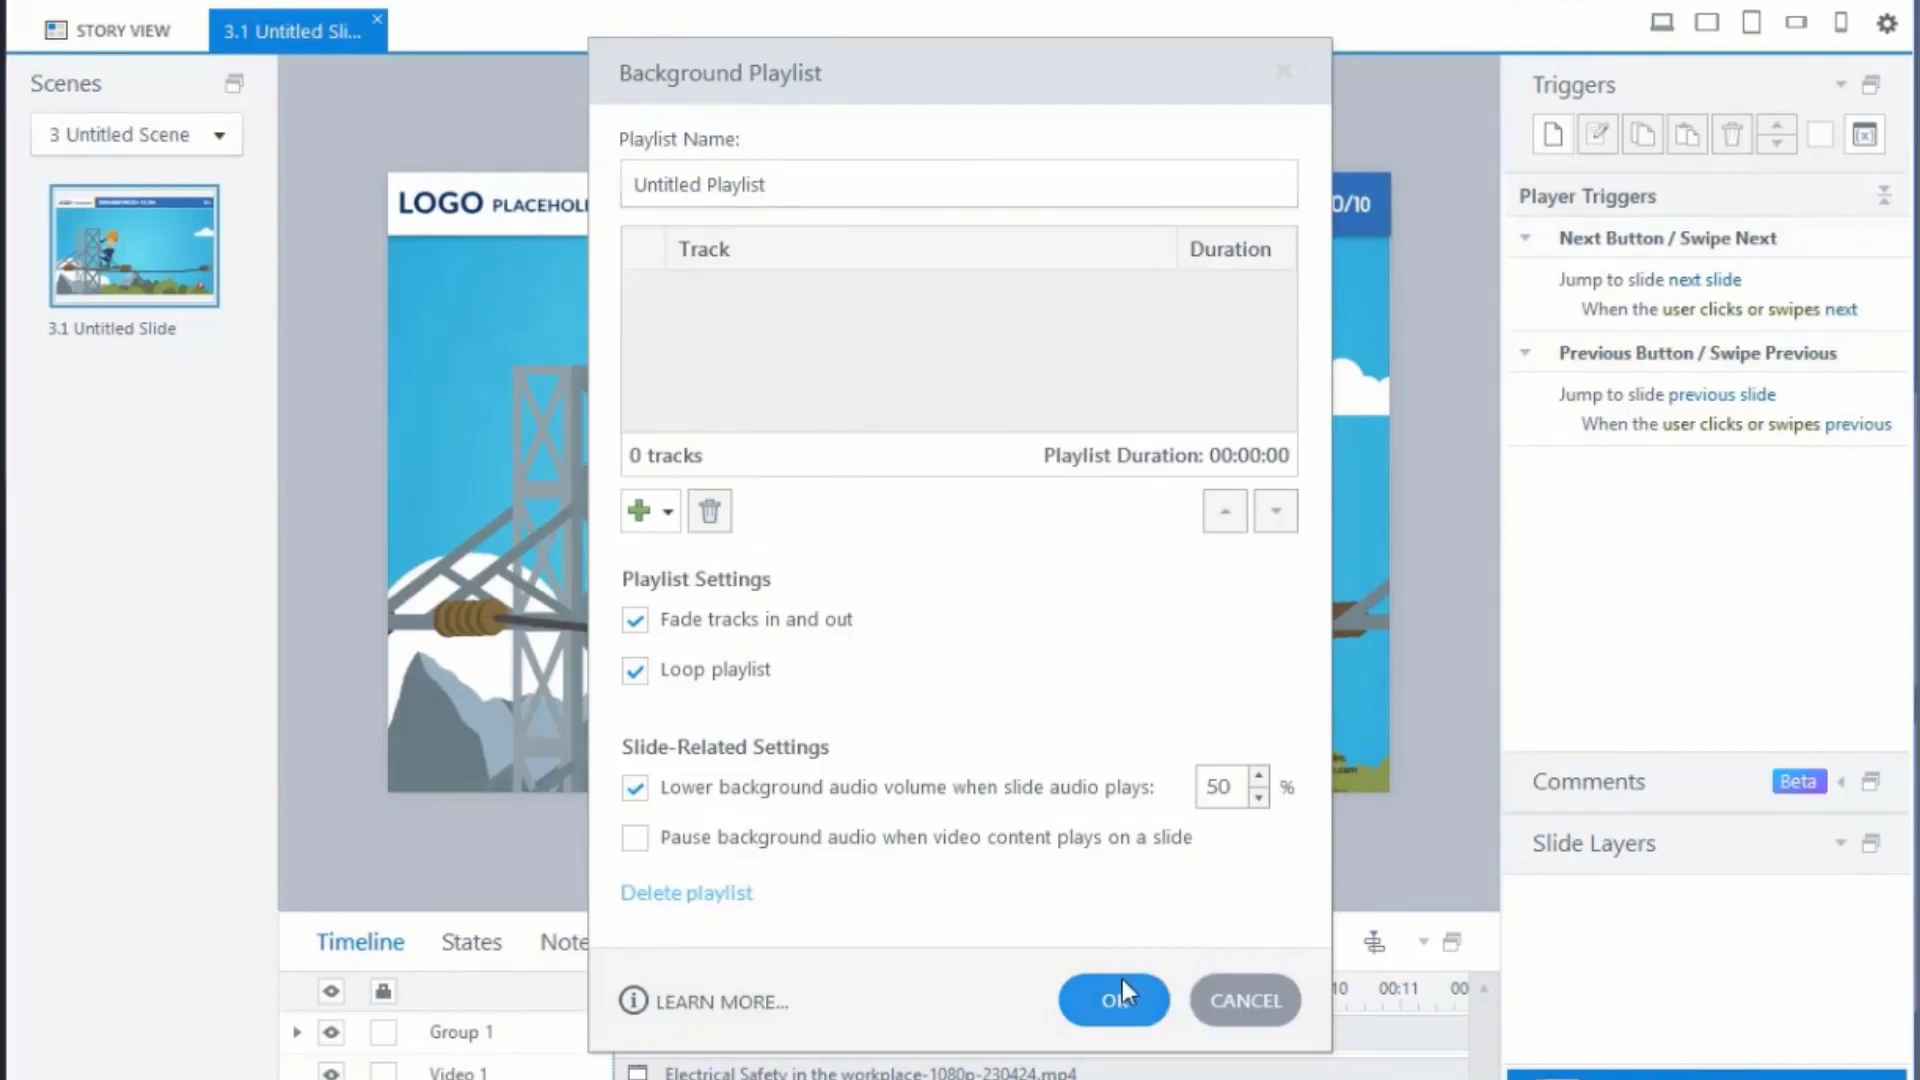 STORY VIEW
3.1 Untitled Sli...
Scenes
3 Untitled Scene
3.1 Untitled Slide
LOGO PLACEHOL
0/10
Background Playlist
Playlist Name:
Untitled Playlist
Track Duration
0 tracks Playlist Duration: 00:00:00
Playlist Settings
Fade tracks in and out
Loop playlist
Slide-Related Settings
Lower background audio volume when slide audio plays: 50 %
Pause background audio when video content plays on a slide
Delete playlist
LEARN MORE...
OK
CANCEL
Triggers
Player Triggers
Next Button / Swipe Next
Jump to slide next slide
When the user clicks or swipes next
Previous Button / Swipe Previous
Jump to slide previous slide
When the user clicks or swipes previous
Comments Beta
Slide Layers
Timeline States Note
10 00:11 00
Group 1
Video 1
Electrical Safety in the workplace-1080p-230424.mp4